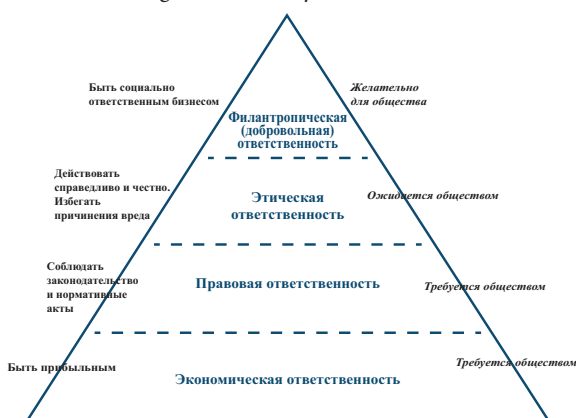 Быть социально
ответственным бизнесом
Желательно
для общества
Филантропическая
(добровольная)
ответственность
Действовать
справедливо и честно.
Избегать
причинения вреда
Этическая
ответственность
Ожидается обществом
Соблюдать
законодательство
и нормативные
акты
Правовая ответственность
Требуется обществом
Быть прибыльным
Экономическая ответственность
Требуется обществом